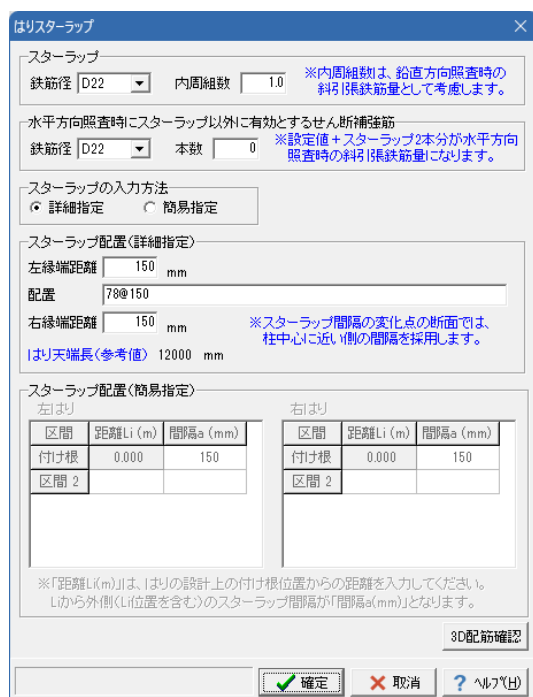 はりスターラップ
スターラップ
鉄筋径 D22 内周組数 1.0
※内周組数は、鉛直方向照査時の
斜引張鉄筋量として考慮します。
水平方向照査時にスターラップ以外に有効とするせん断補強筋
鉄筋径 D22 本数 0
※設定値+スターラップ2本分が水平方向
照査時の斜引張鉄筋量になります。
スターラップの入力方法
詳細指定 簡易指定
スターラップ配置(詳細指定)
左縁端距離 150 mm
配置 78@150
右縁端距離 150 mm
※スターラップ間隔の変化点の断面では、
柱中心に近い側の間隔を採用します。
はり天端長(参考値) 12000 mm
スターラップ配置(簡易指定)
左はり 右はり
区間 距離Li(m) 間隔a(mm) 区間 距離Li(m) 間隔a(mm)
付け根 0.000 150 付け根 0.000 150
区間2 区間2
※「距離Li(m)」は、はりの設計上の付け根位置からの距離を入力してください。
Liから外側(Li位置を含む)のスターラップ間隔が「間隔a(mm)」となります。
3D配筋確認
確定 取消 ? ヘルプ(H)